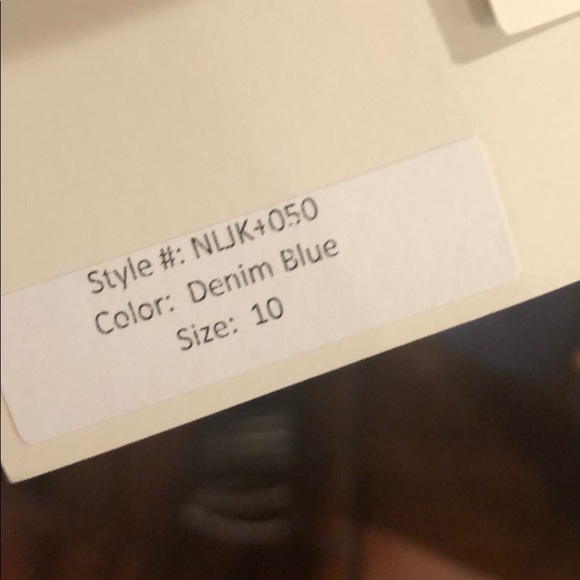 Style #: NLJK+050
Color: Denim Blue
Size: 10